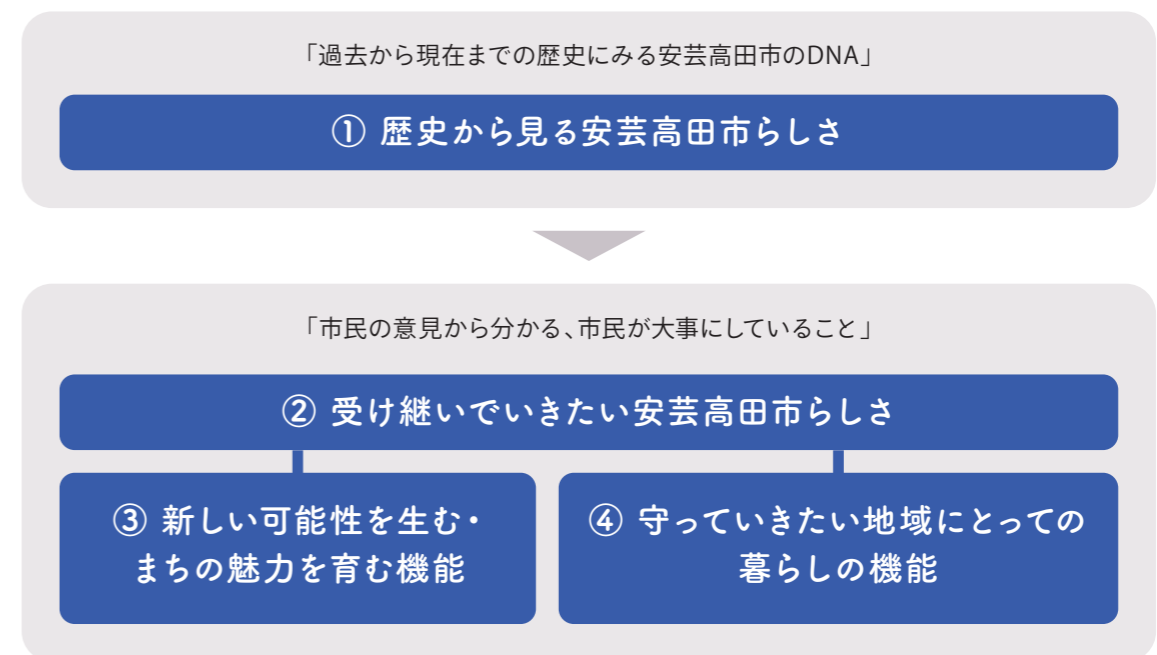 「過去から現在までの歴史にみる安芸高田市のDNA」
① 歴史から見る安芸高田市らしさ
「市民の意見から分かる、市民が大事にしていること」
② 受け継いでいきたい安芸高田市らしさ
③ 新しい可能性を生む・
まちの魅力を育む機能
④ 守っていきたい地域にとっての
暮らしの機能